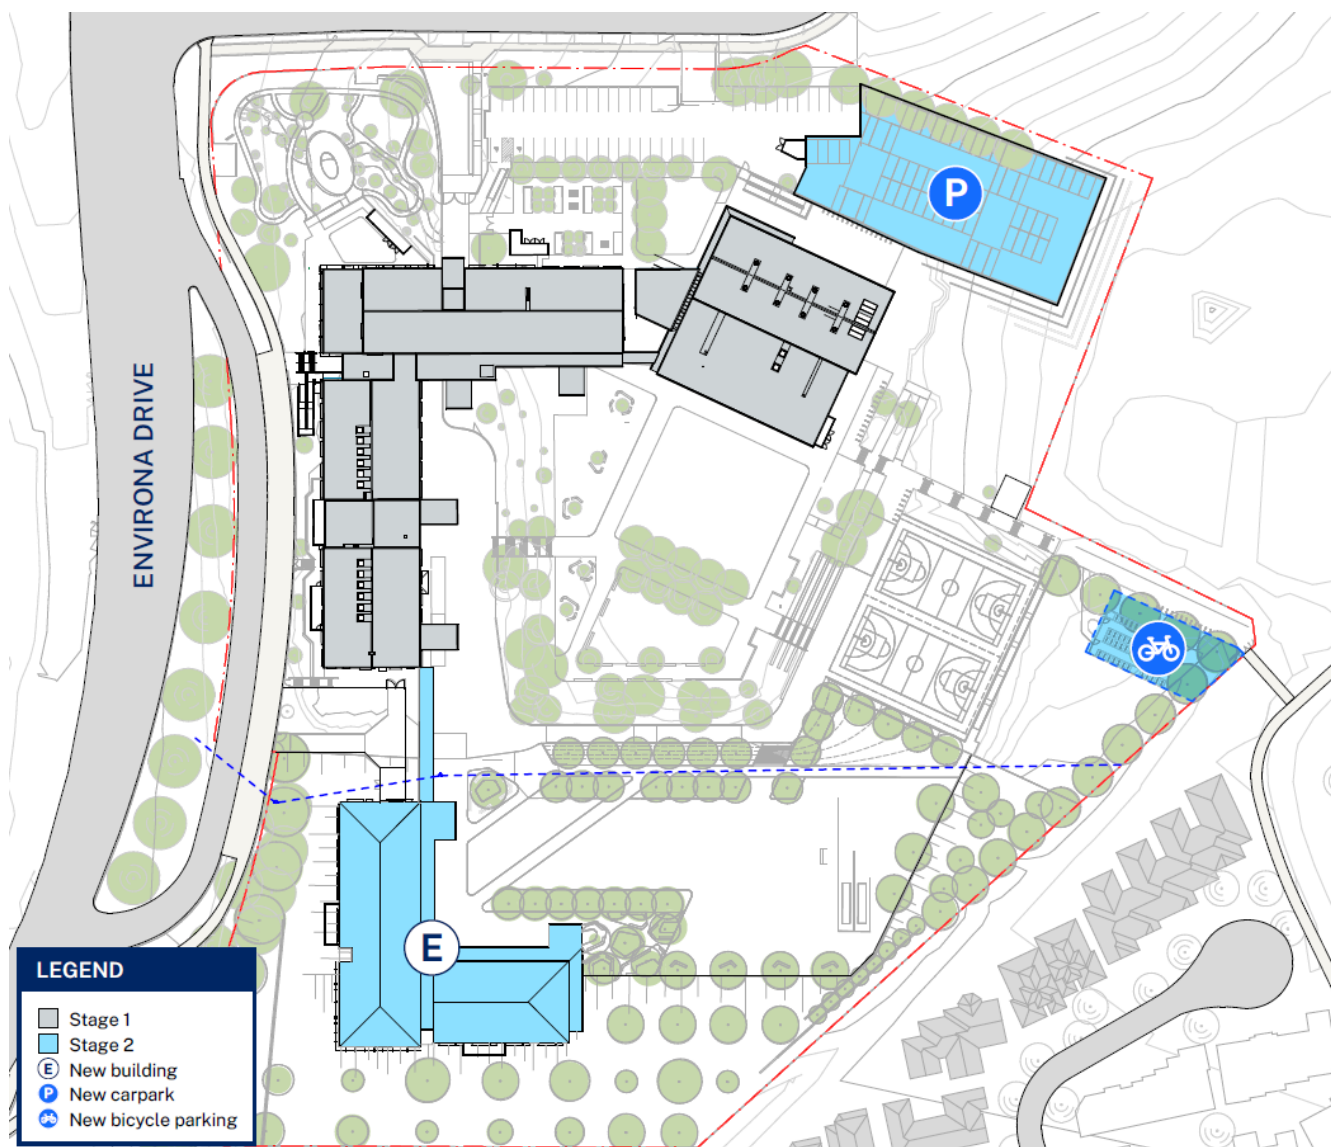 P
ENVIRONA DRIVE
E
LEGEND
Stage 1
Stage 2
E New building
P New carpark
New bicycle parking